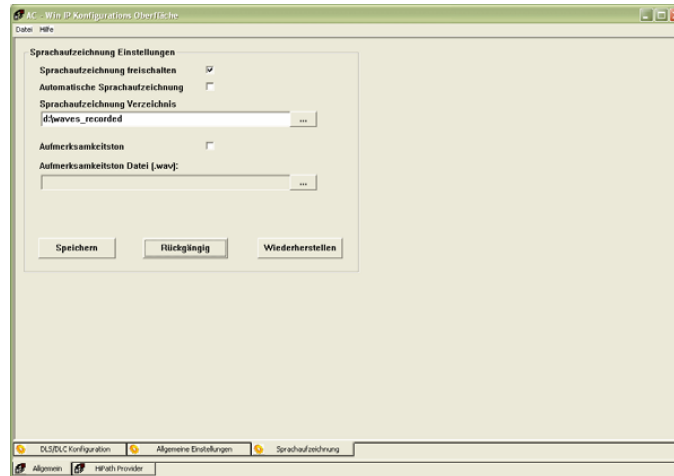 AC - Win IP Konfigurations Oberfläche
Datei Hilfe
Sprachaufzeichnung Einstellungen
Sprachaufzeichnung freischalten
Automatische Sprachaufzeichnung
Sprachaufzeichnung Verzeichnis
d:\waves_recorded
...
Aufmerksamkeitston
Aufmerksamkeitston Datei (.wav):
...
Speichern Rückgängig Wiederherstellen
DLS/DLC Konfiguration Allgemeine Einstellungen Sprachaufzeichnung
Allgemein HiPath Provider